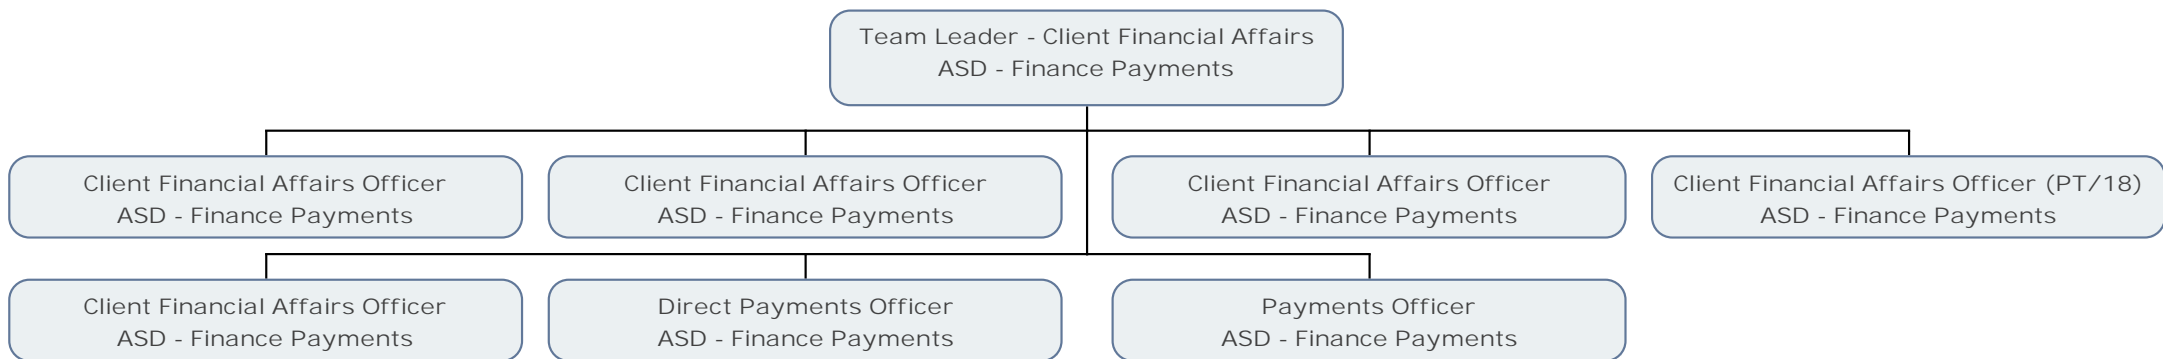 Team Leader - Client Financial Affairs
ASD - Finance Payments
Client Financial Affairs Officer
ASD - Finance Payments
Client Financial Affairs Officer
ASD - Finance Payments
Client Financial Affairs Officer
ASD - Finance Payments
Client Financial Affairs Officer (PT/18)
ASD - Finance Payments
Client Financial Affairs Officer
ASD - Finance Payments
Direct Payments Officer
ASD - Finance Payments
Payments Officer
ASD - Finance Payments